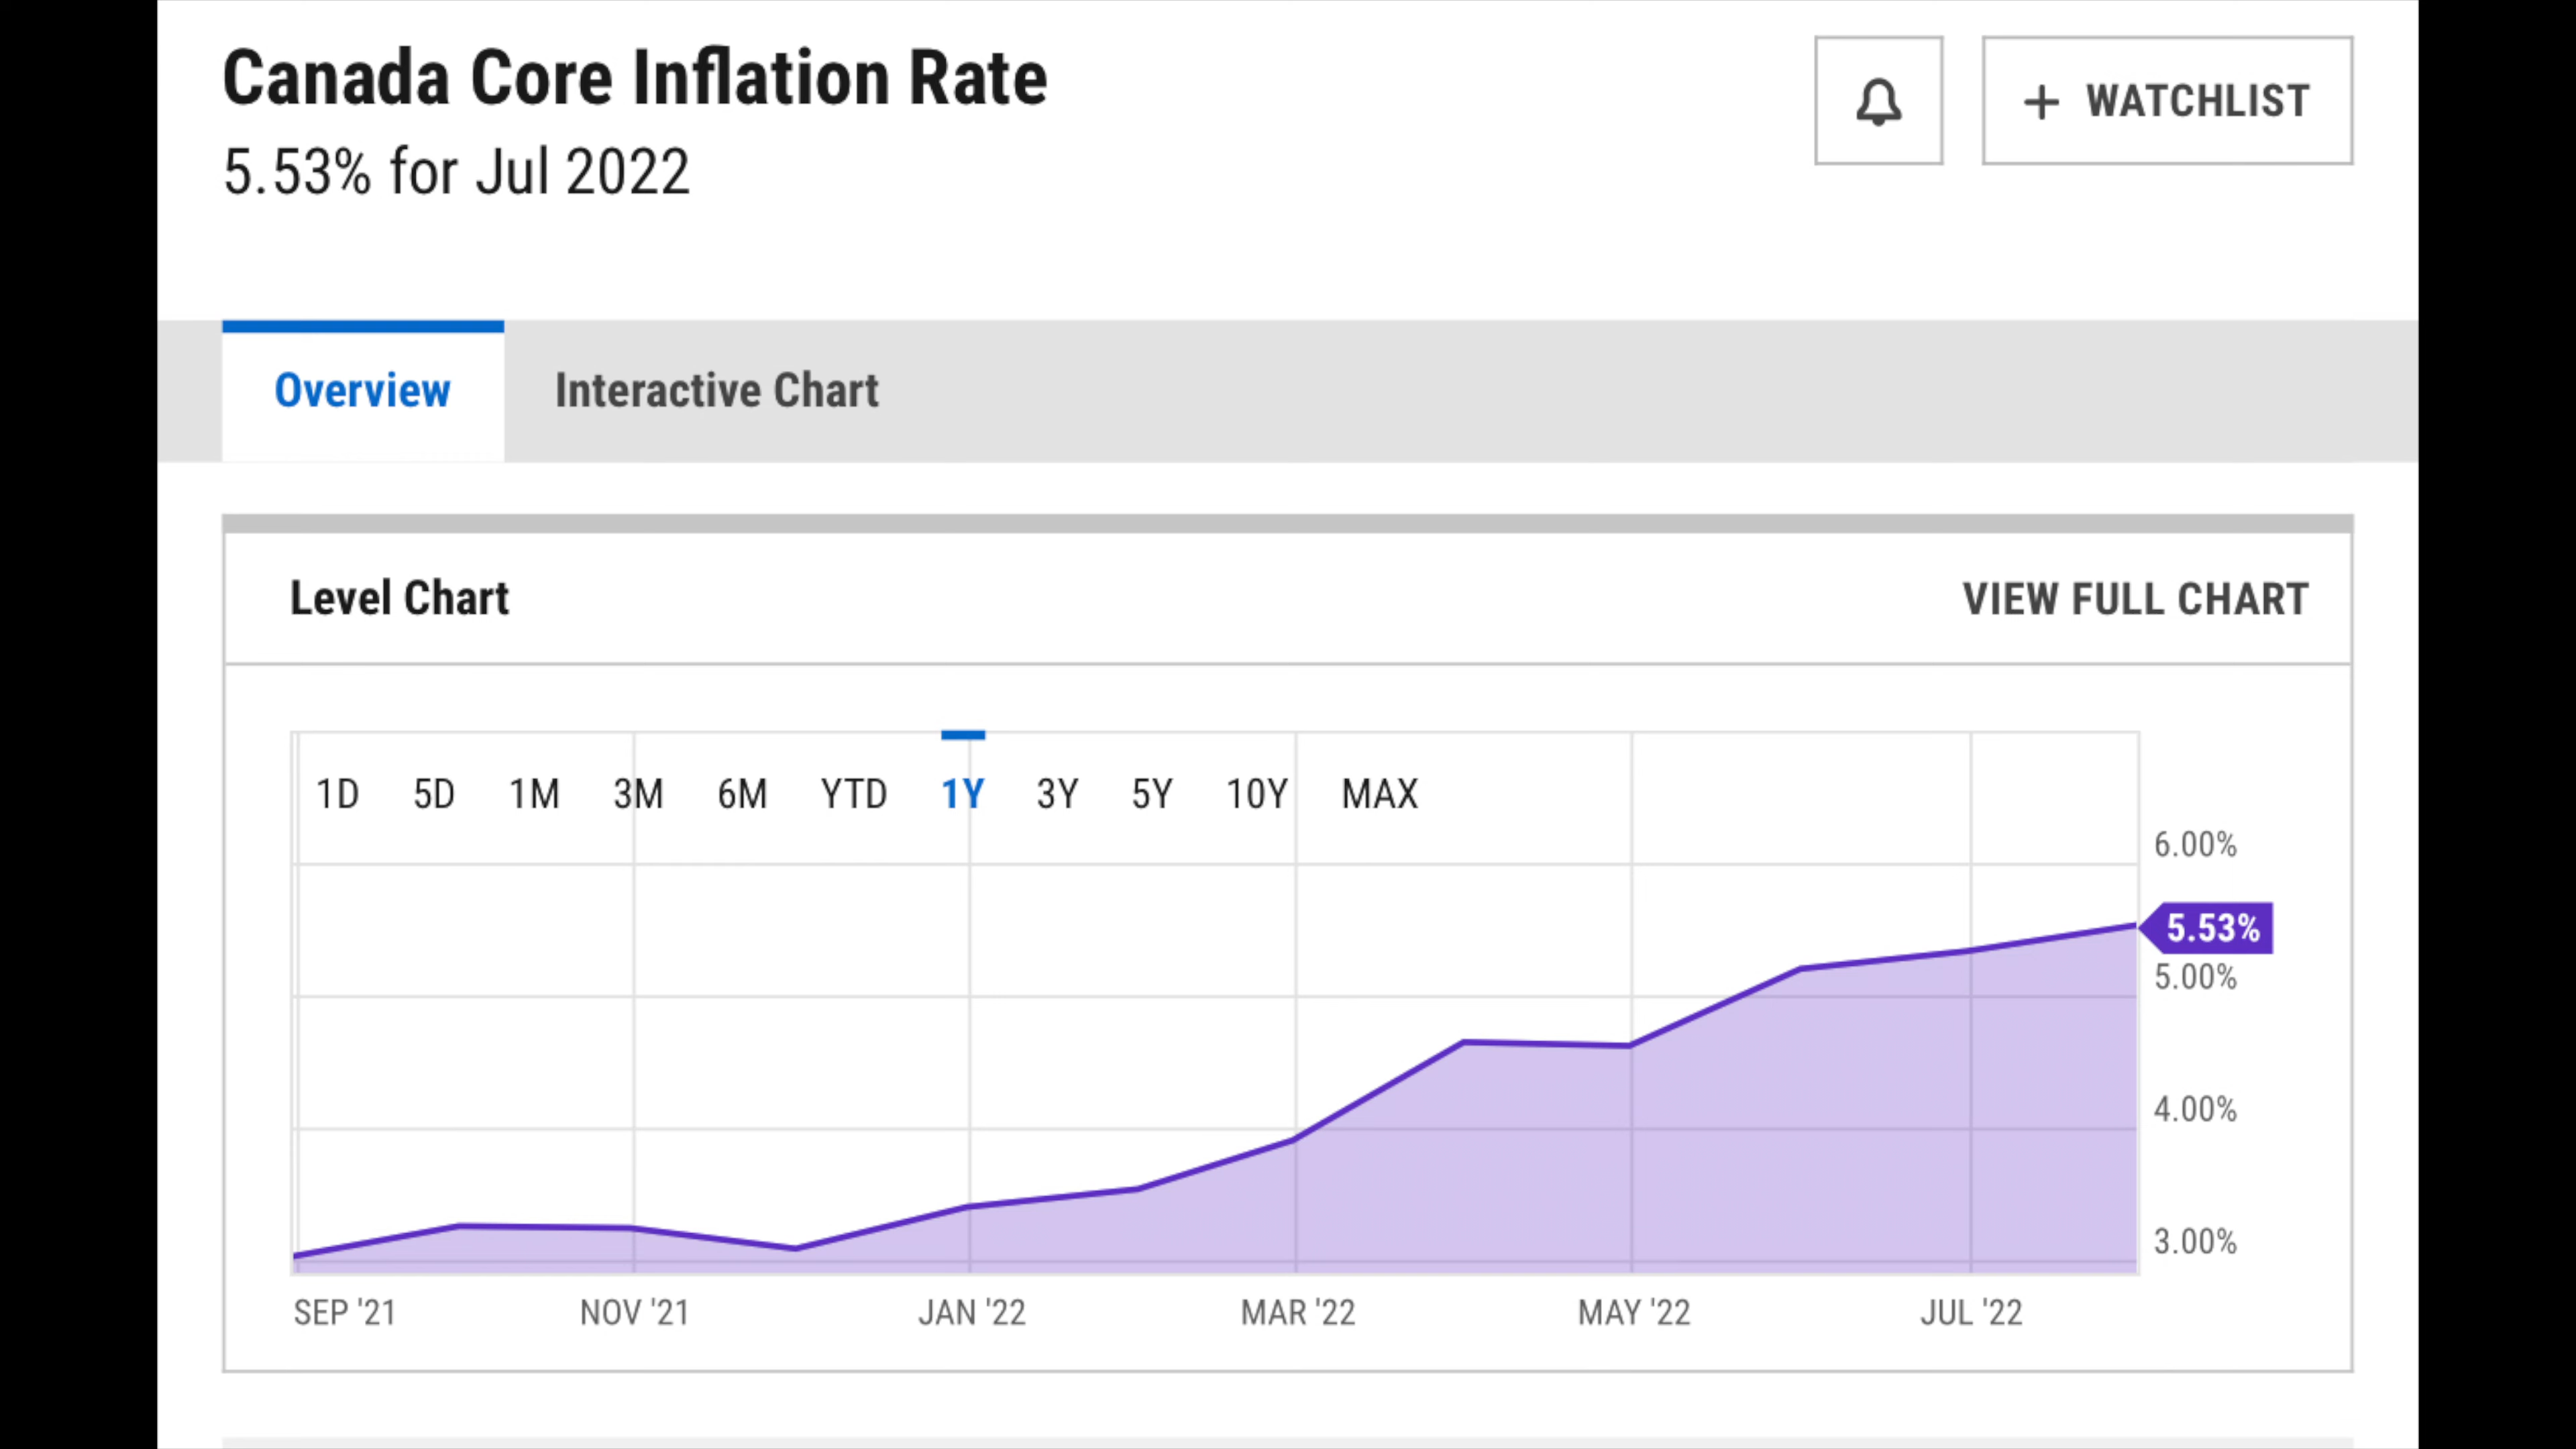 Canada Core Inflation Rate
5.53% for Jul 2022
+ WATCHLIST
Overview
Interactive Chart
Level Chart
VIEW FULL CHART
1D 5D 1M 3M 6M YTD 1Y 3Y 5Y 10Y MAX
6.00%
5.53%
5.00%
4.00%
3.00%
SEP '21 NOV '21 JAN '22 MAR '22 MAY '22 JUL '22